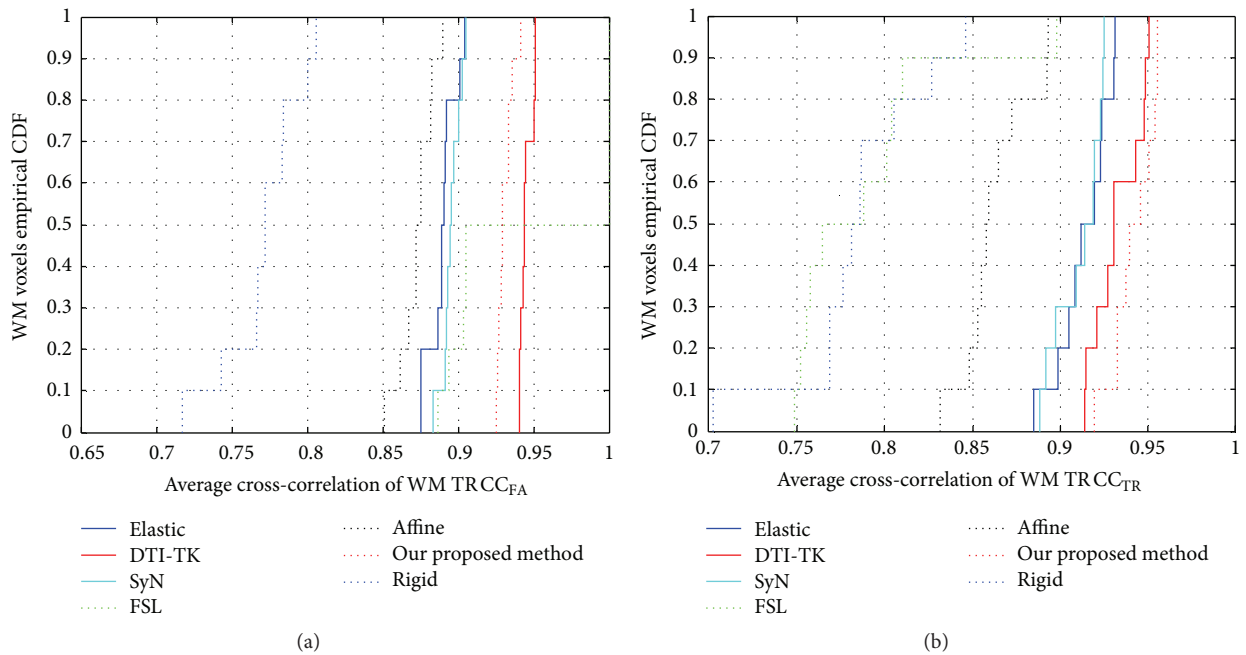 1
0.9
0.8
0.7
0.6
0.5
0.4
0.3
0.2
0.1
0
WM voxels empirical CDF
0.65 0.7 0.75 0.8 0.85 0.9 0.95 1
Average cross-correlation of WM TR CC_FA
Elastic
DTI-TK
SyN
FSL
Affine
Our proposed method
Rigid
(a)
1
0.9
0.8
0.7
0.6
0.5
0.4
0.3
0.2
0.1
0
WM voxels empirical CDF
0.7 0.75 0.8 0.85 0.9 0.95 1
Average cross-correlation of WM TR CC_TR
Elastic
DTI-TK
SyN
FSL
Affine
Our proposed method
Rigid
(b)